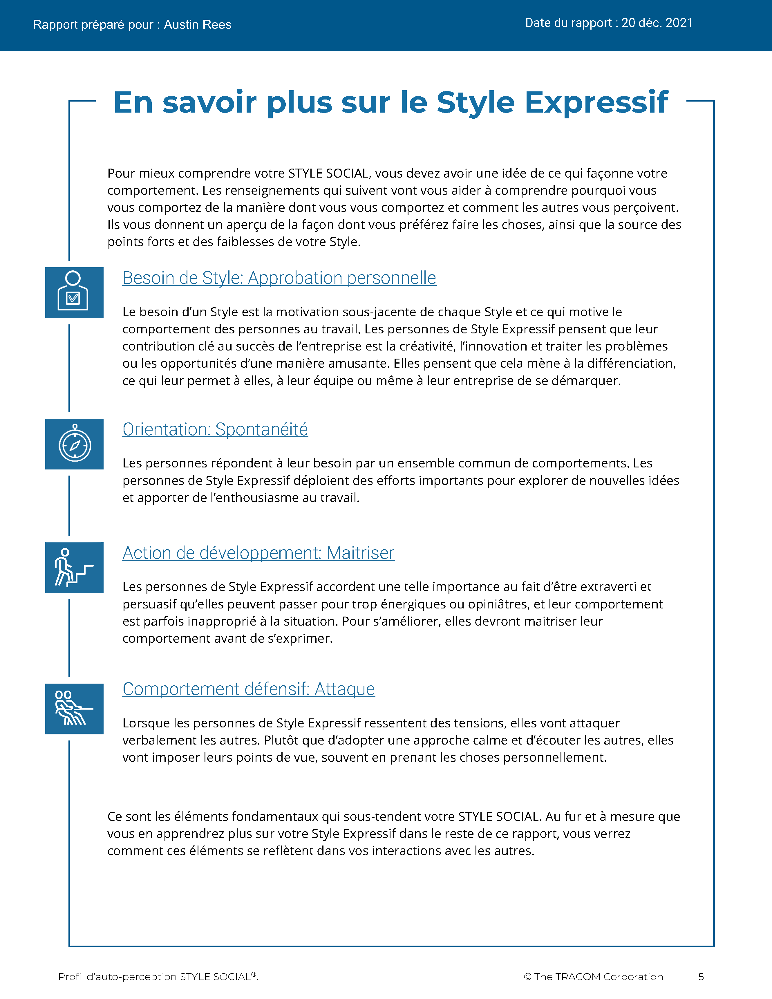 Rapport préparé pour : Austin Rees
Date du rapport : 20 déc. 2021
En savoir plus sur le Style Expressif
Pour mieux comprendre votre STYLE SOCIAL, vous devez avoir une idée de ce qui façonne votre
comportement. Les renseignements qui suivent vont vous aider à comprendre pourquoi vous
vous comportez de la manière dont vous vous comportez et comment les autres vous perçoivent.
Ils vous donnent un aperçu de la façon dont vous préférez faire les choses, ainsi que la source des
points forts et des faiblesses de votre Style.
Besoin de Style: Approbation personnelle
Le besoin d’un Style est la motivation sous-jacente de chaque Style et ce qui motive le
comportement des personnes au travail. Les personnes de Style Expressif pensent que leur
contribution clé au succès de l’entreprise est la créativité, l’innovation et traiter les problèmes
ou les opportunités d’une manière amusante. Elles pensent que cela mène à la différenciation,
ce qui leur permet à elles, à leur équipe ou même à leur entreprise de se démarquer.
Orientation: Spontanéité
Les personnes répondent à leur besoin par un ensemble commun de comportements. Les
personnes de Style Expressif déploient des efforts importants pour explorer de nouvelles idées
et apporter de l’enthousiasme au travail.
Action de développement: Maitriser
Les personnes de Style Expressif accordent une telle importance au fait d’être extraverti et
persuasif qu’elles peuvent passer pour trop énergiques ou opiniâtres, et leur comportement
est parfois inapproprié à la situation. Pour s’améliorer, elles devront maitriser leur
comportement avant de s’exprimer.
Comportement défensif: Attaque
Lorsque les personnes de Style Expressif ressentent des tensions, elles vont attaquer
verbalement les autres. Plutôt que d’adopter une approche calme et d’écouter les autres, elles
vont imposer leurs points de vue, souvent en prenant les choses personnellement.
Ce sont les éléments fondamentaux qui sous-tendent votre STYLE SOCIAL. Au fur et à mesure que
vous en apprendrez plus sur votre Style Expressif dans le reste de ce rapport, vous verrez
comment ces éléments se reflètent dans vos interactions avec les autres.
Profil d’auto-perception STYLE SOCIAL®.
© The TRACOM Corporation 5